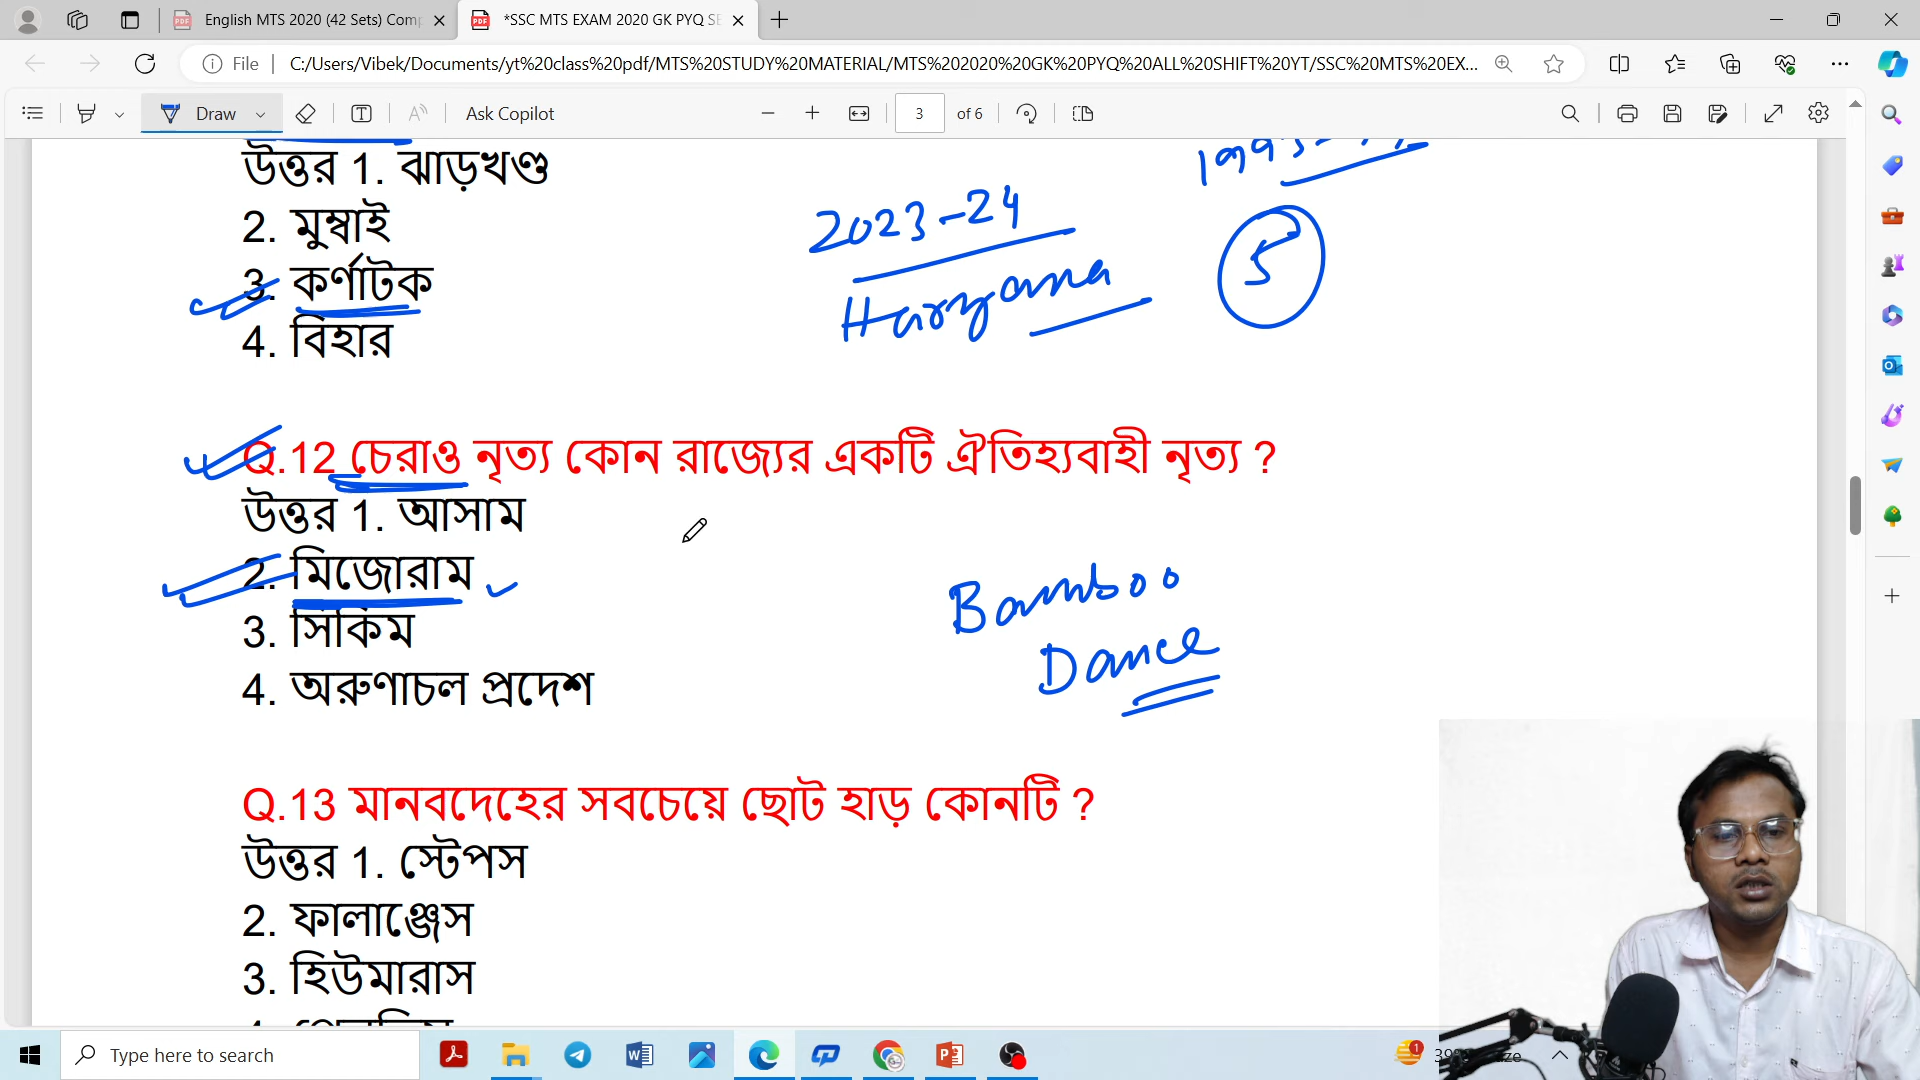 English MTS 2020 (42 Sets) Com
*SSC MTS EXAM 2020 GK PYQ SE
File
C:/Users/Vibek/Documents/yt%20class%20pdf/MTS%20STUDY%20MATERIAL/MTS%202020%20GK%20PYQ%20ALL%20SHIFT%20YT/SSC%20MTS%20EX...
Draw
Ask Copilot
3 of 6
উত্তর 1. ঝাড়খণ্ড
2. মুম্বাই
3. কর্ণাটক
4. বিহার
2023-24
Haryana
5
Q.12 চেরাও নৃত্য কোন রাজ্যের একটি ঐতিহ্যবাহী নৃত্য ?
উত্তর 1. আসাম
2. মিজোরাম
3. সিকিম
4. অরুণাচল প্রদেশ
Bamboo
Dance
Q.13 মানবদেহের সবচেয়ে ছোট হাড় কোনটি ?
উত্তর 1. স্টেপস
2. ফালাঞ্জেস
3. হিউমারাস
Type here to search
1